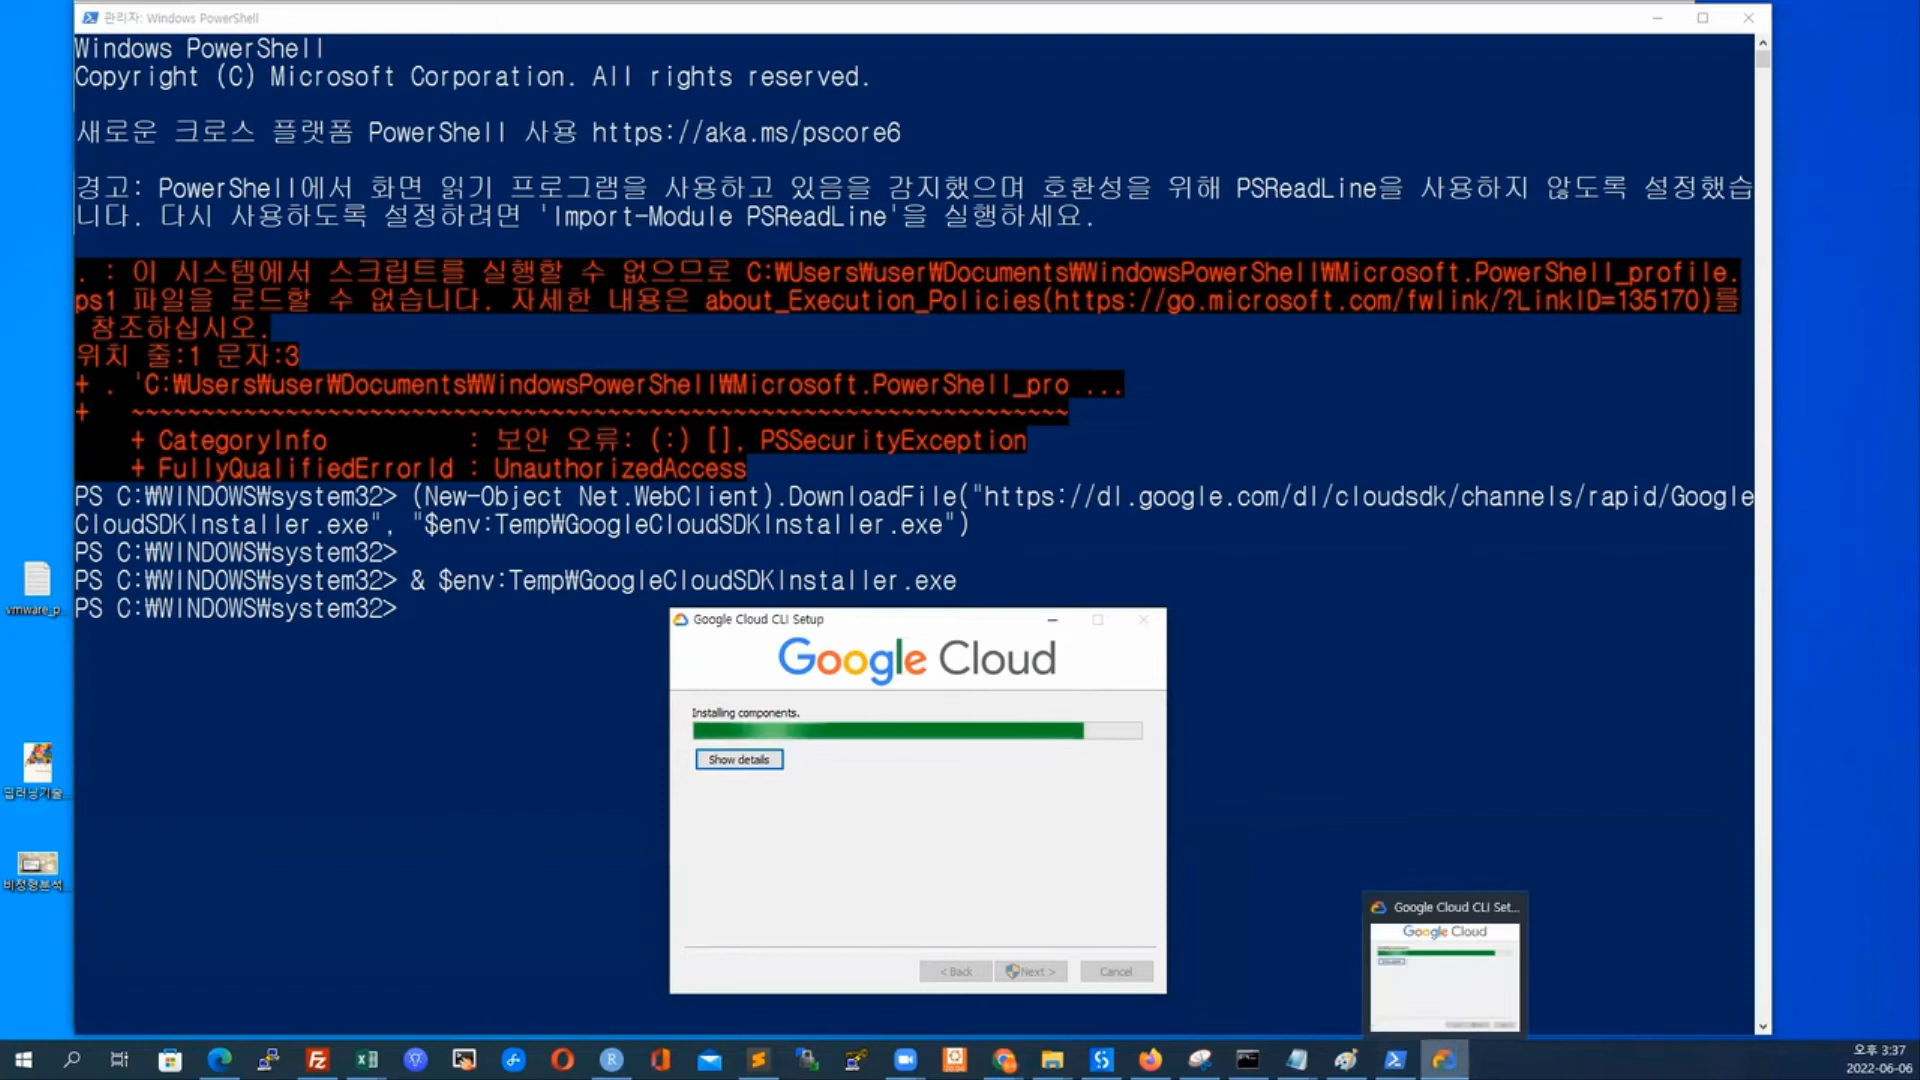 관리자: Windows PowerShell
Windows PowerShell
Copyright (C) Microsoft Corporation. All rights reserved.
새로운 크로스 플랫폼 PowerShell 사용 https://aka.ms/pscore6
경고: PowerShell에서 화면 읽기 프로그램을 사용하고 있음을 감지했으며 호환성을 위해 PSReadLine을 사용하지 않도록 설정했습
니다. 다시 사용하도록 설정하려면 'Import-Module PSReadLine'을 실행하세요.
. : 이 시스템에서 스크립트를 실행할 수 없으므로 C:₩Users₩user₩Documents₩WindowsPowerShell₩Microsoft.PowerShell_profile.
ps1 파일을 로드할 수 없습니다. 자세한 내용은 about_Execution_Policies(https://go.microsoft.com/fwlink/?LinkID=135170)를
참조하십시오.
위치 줄:1 문자:3
+ . 'C:₩Users₩user₩Documents₩WindowsPowerShell₩Microsoft.PowerShell_pro ...
+   ~~~~~~~~~~~~~~~~~~~~~~~~~~~~~~~~~~~~~~~~~~~~~~~~~~~~~~~~~~~~~~~~~~~
+ CategoryInfo          : 보안 오류: (:) [], PSSecurityException
+ FullyQualifiedErrorId : UnauthorizedAccess
PS C:₩WINDOWS₩system32> (New-Object Net.WebClient).DownloadFile("https://dl.google.com/dl/cloudsdk/channels/rapid/Google
CloudSDKInstaller.exe", "$env:Temp₩GoogleCloudSDKInstaller.exe")
PS C:₩WINDOWS₩system32>
PS C:₩WINDOWS₩system32> & $env:Temp₩GoogleCloudSDKInstaller.exe
PS C:₩WINDOWS₩system32>
Google Cloud CLI Setup
Google Cloud
Installing components.
Show details
< Back
Next >
Cancel
Google Cloud CLI Set...
Google Cloud
vmware_p...
딥러닝기술...
비정형분석...
오후 3:37
2022-06-06